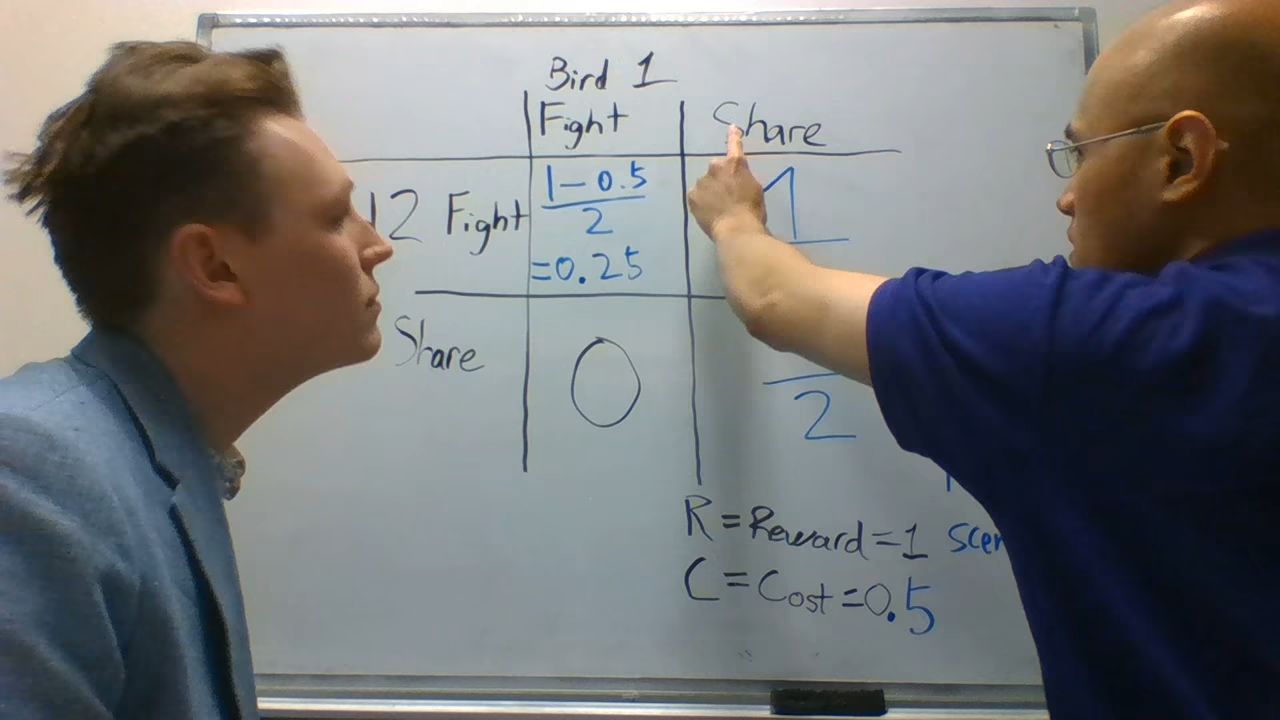 Bird 1
Fight Share
12 Fight
1-0.5
2
=0.25
1
Share
0
2
R = Reward = 1
C = Cost = 0.5